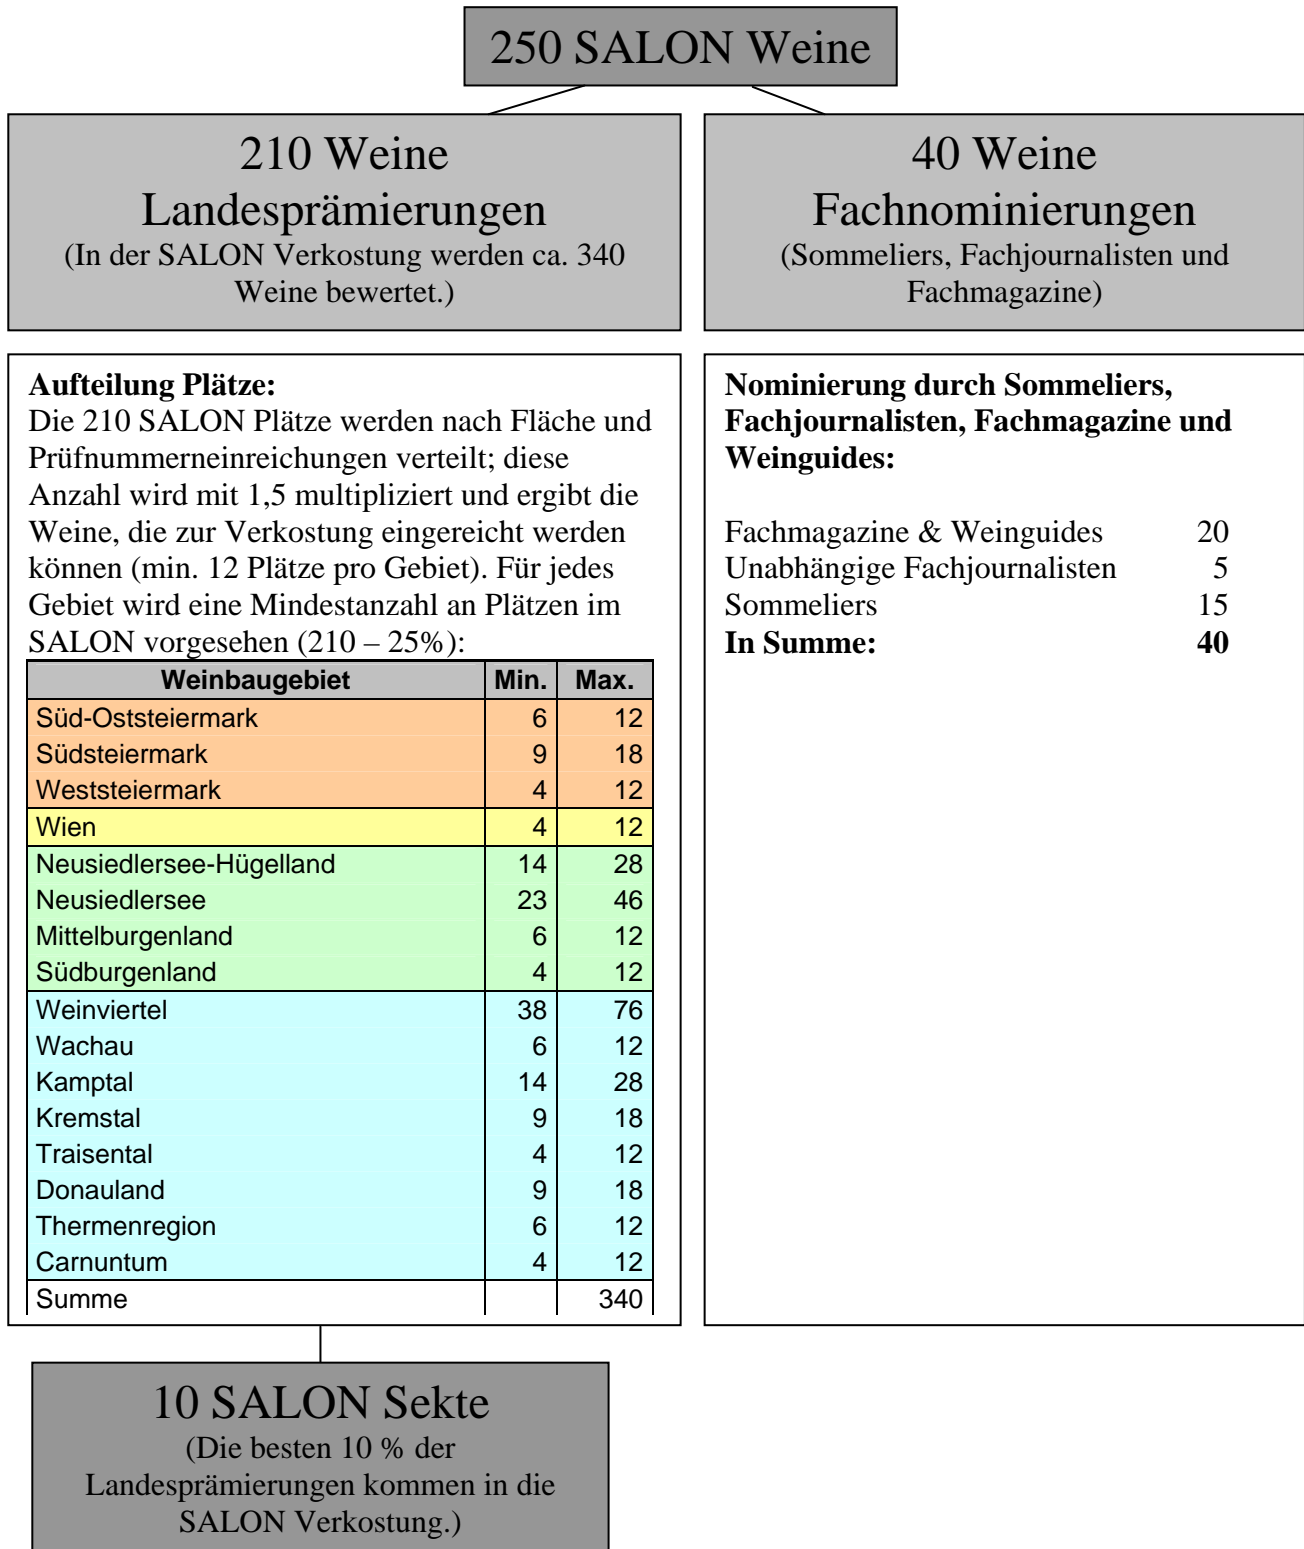 250 SALON Weine
210 Weine
Landesprämierungen
(In der SALON Verkostung werden ca. 340
Weine bewertet.)
40 Weine
Fachnominierungen
(Sommeliers, Fachjournalisten und
Fachmagazine)
Aufteilung Plätze:
Die 210 SALON Plätze werden nach Fläche und
Prüfnummerneinreichungen verteilt; diese
Anzahl wird mit 1,5 multipliziert und ergibt die
Weine, die zur Verkostung eingereicht werden
können (min. 12 Plätze pro Gebiet). Für jedes
Gebiet wird eine Mindestanzahl an Plätzen im
SALON vorgesehen (210 – 25%):
Weinbaugebiet Min. Max.
Süd-Oststeiermark 6 12
Südsteiermark 9 18
Weststeiermark 4 12
Wien 4 12
Neusiedlersee-Hügelland 14 28
Neusiedlersee 23 46
Mittelburgenland 6 12
Südburgenland 4 12
Weinviertel 38 76
Wachau 6 12
Kamptal 14 28
Kremstal 9 18
Traisental 4 12
Donauland 9 18
Thermenregion 6 12
Carnuntum 4 12
Summe 340
Nominierung durch Sommeliers,
Fachjournalisten, Fachmagazine und
Weinguides:
Fachmagazine & Weinguides 20
Unabhängige Fachjournalisten 5
Sommeliers 15
In Summe: 40
10 SALON Sekte
(Die besten 10 % der
Landesprämierungen kommen in die
SALON Verkostung.)